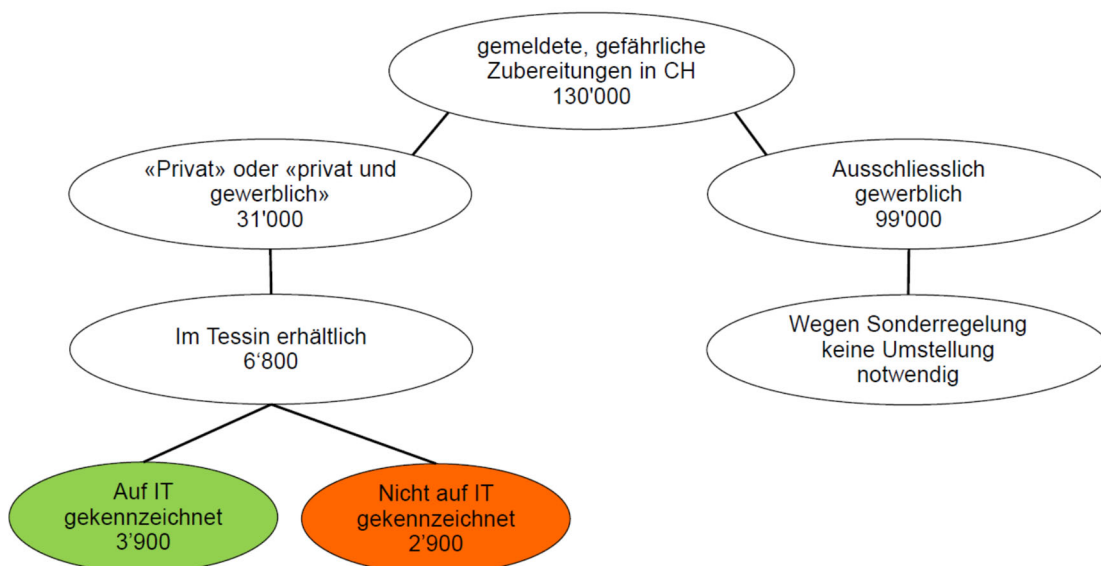 gemeldete, gefährliche
Zubereitungen in CH
130'000
«Privat» oder «privat und
gewerblich»
31'000
Ausschliesslich
gewerblich
99'000
Im Tessin erhältlich
6‘800
Wegen Sonderregelung
keine Umstellung
notwendig
Auf IT
gekennzeichnet
3’900
Nicht auf IT
gekennzeichnet
2’900